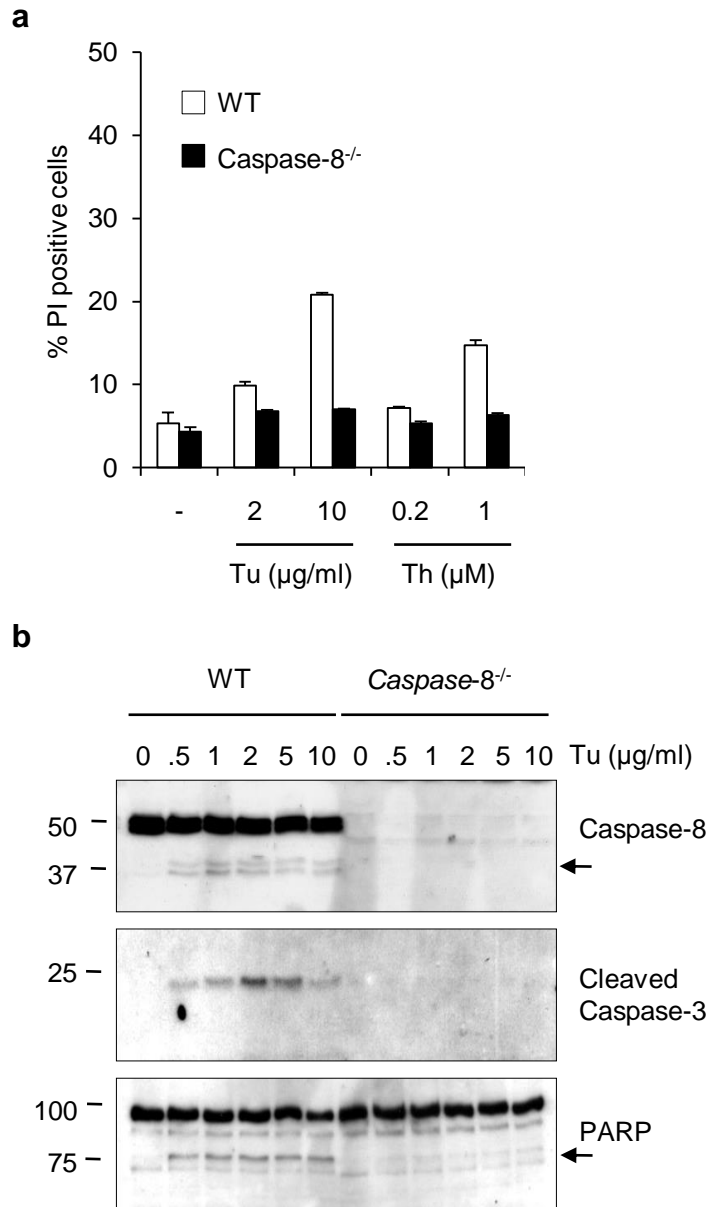 a
50
40
30
20
10
0
% PI positive cells
WT
Caspase-8-/-
- 2 10 0.2 1
Tu (µg/ml) Th (µM)
b
WT Caspase-8-/-
0 .5 1 2 5 10 0 .5 1 2 5 10 Tu (µg/ml)
50
37
Caspase-8
25
Cleaved
Caspase-3
100
75
PARP